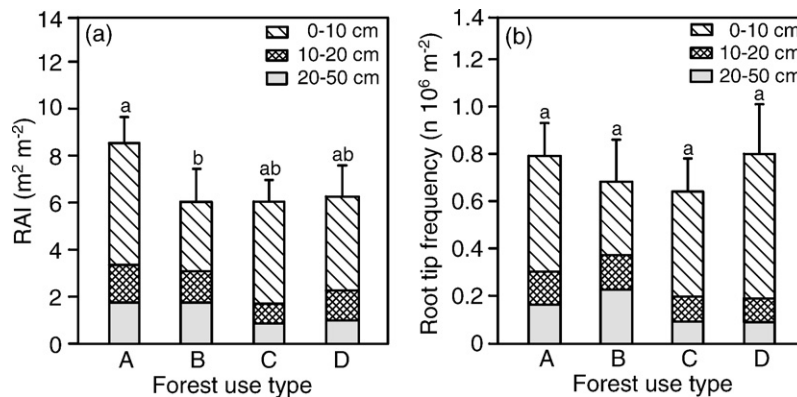 (a)
0-10 cm
10-20 cm
20-50 cm
14
12
10
8
6
4
2
0
RAI (m² m⁻²)
a
b
ab
ab
A B C D
Forest use type
(b)
0-10 cm
10-20 cm
20-50 cm
1.4
1.2
1.0
0.8
0.6
0.4
0.2
0
Root tip frequency (n 10⁶ m⁻²)
a
a
a
a
A B C D
Forest use type